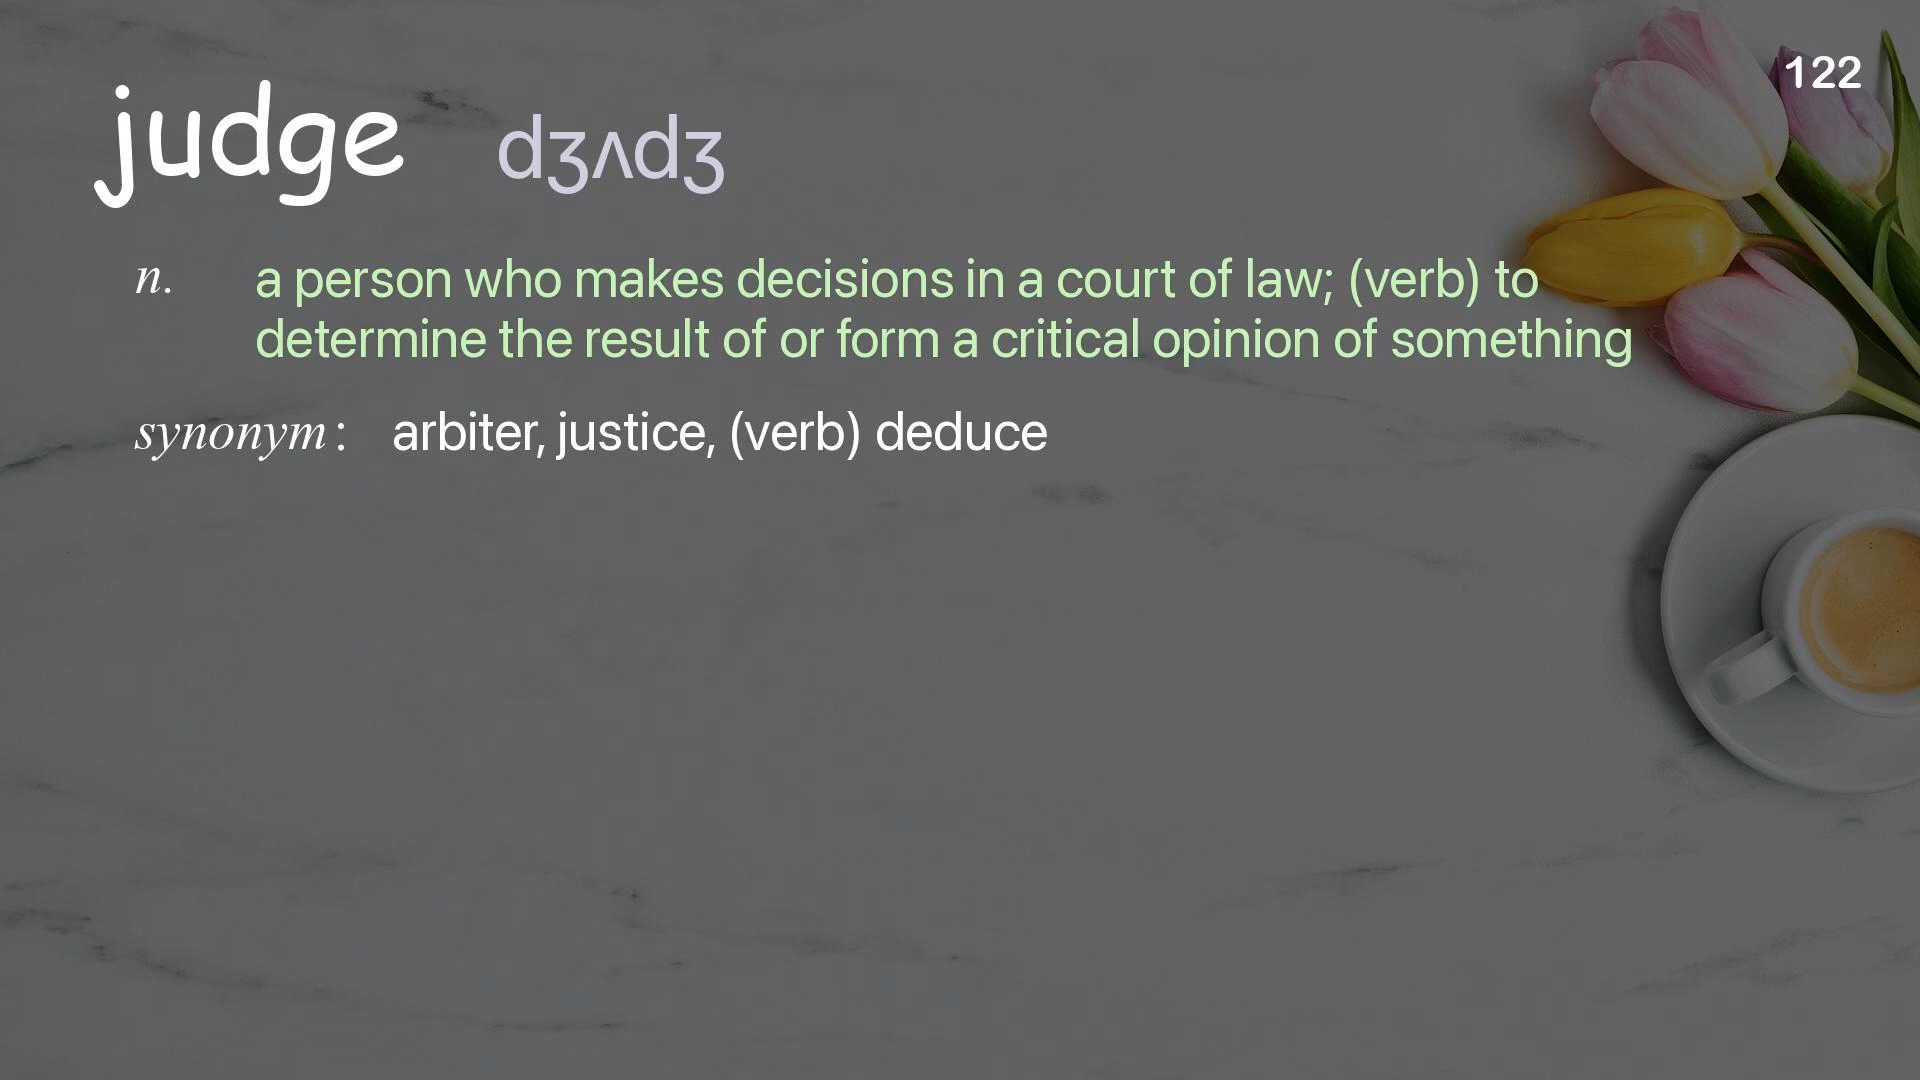 122
judge dʒʌdʒ
n. a person who makes decisions in a court of law; (verb) to
determine the result of or form a critical opinion of something
synonym: arbiter, justice, (verb) deduce